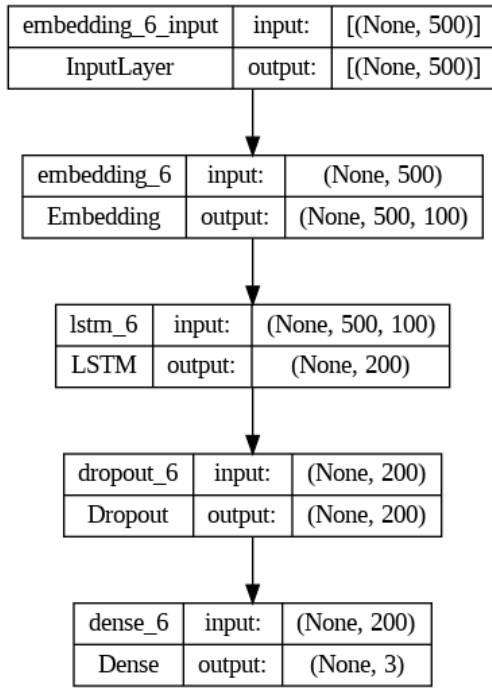 embedding_6_input input: [(None, 500)]
InputLayer output: [(None, 500)]
embedding_6 input: (None, 500)
Embedding output: (None, 500, 100)
lstm_6 input: (None, 500, 100)
LSTM output: (None, 200)
dropout_6 input: (None, 200)
Dropout output: (None, 200)
dense_6 input: (None, 200)
Dense output: (None, 3)